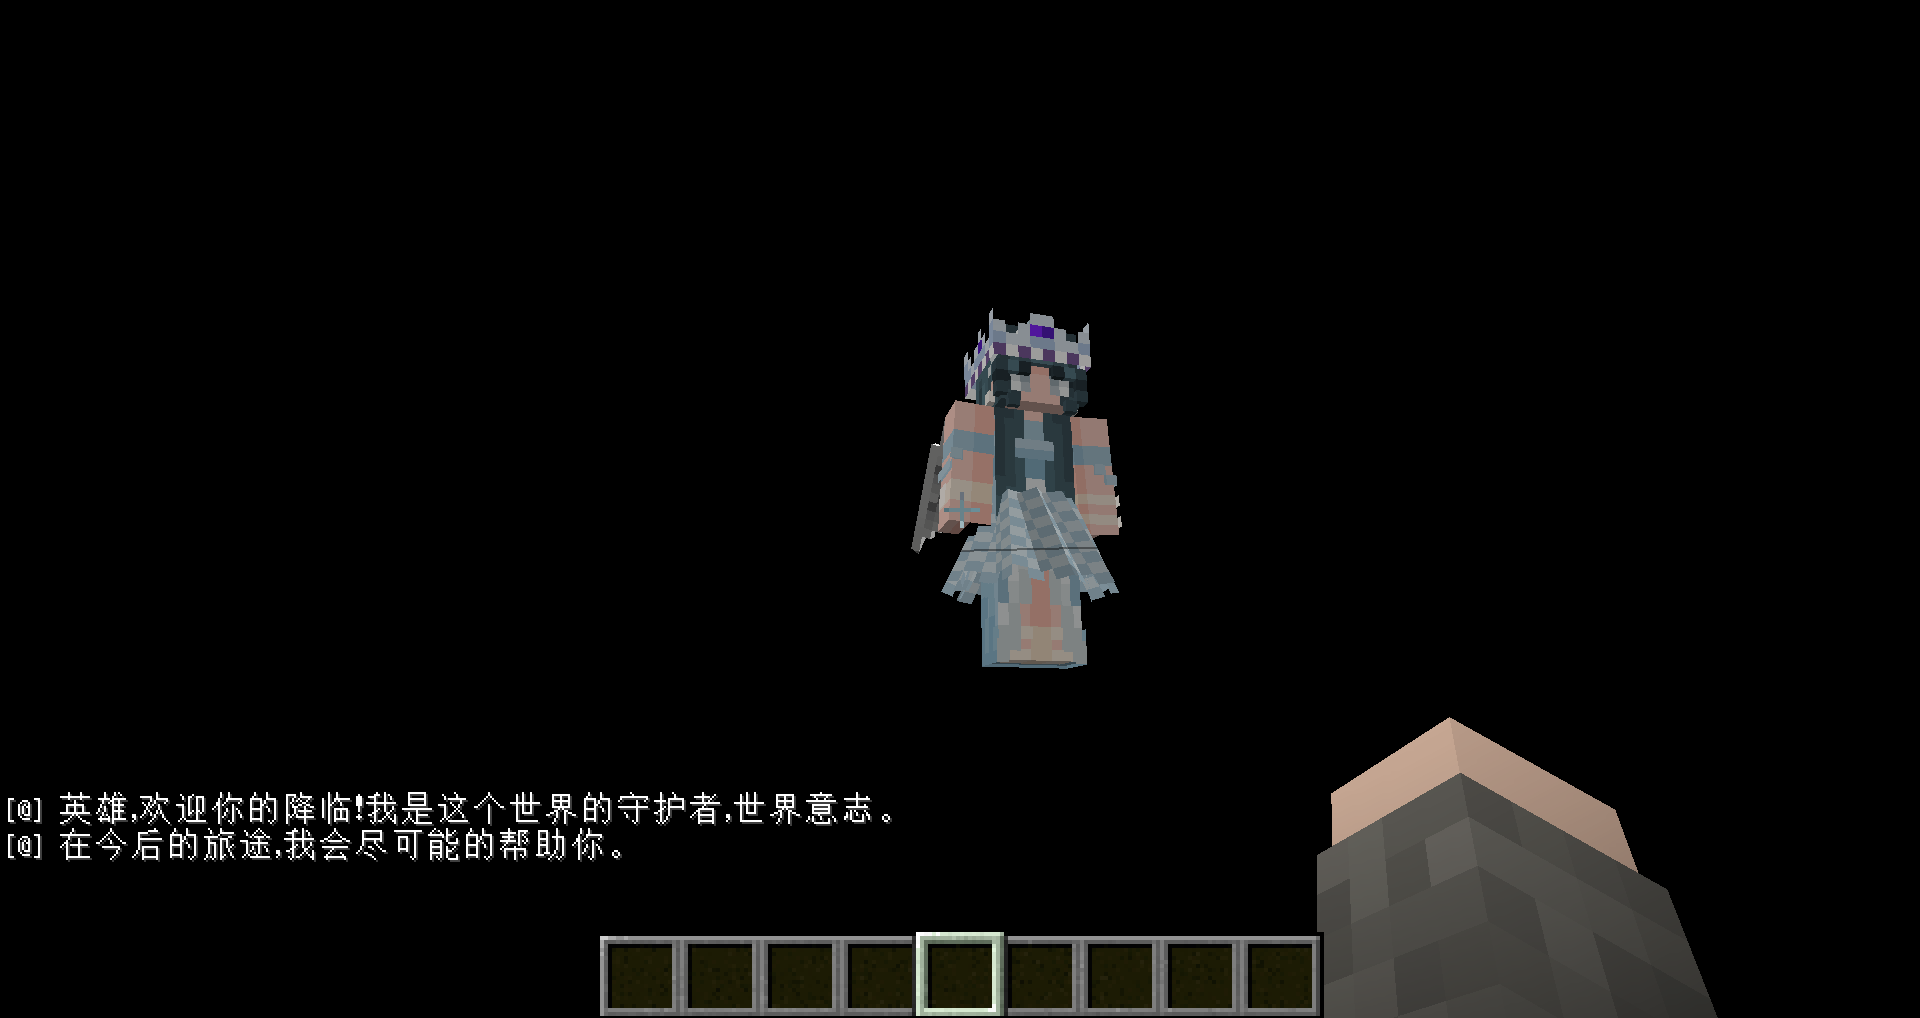 [@] 英雄,欢迎你的降临!我是这个世界的守护者,世界意志。
[@] 在今后的旅途,我会尽可能的帮助你。